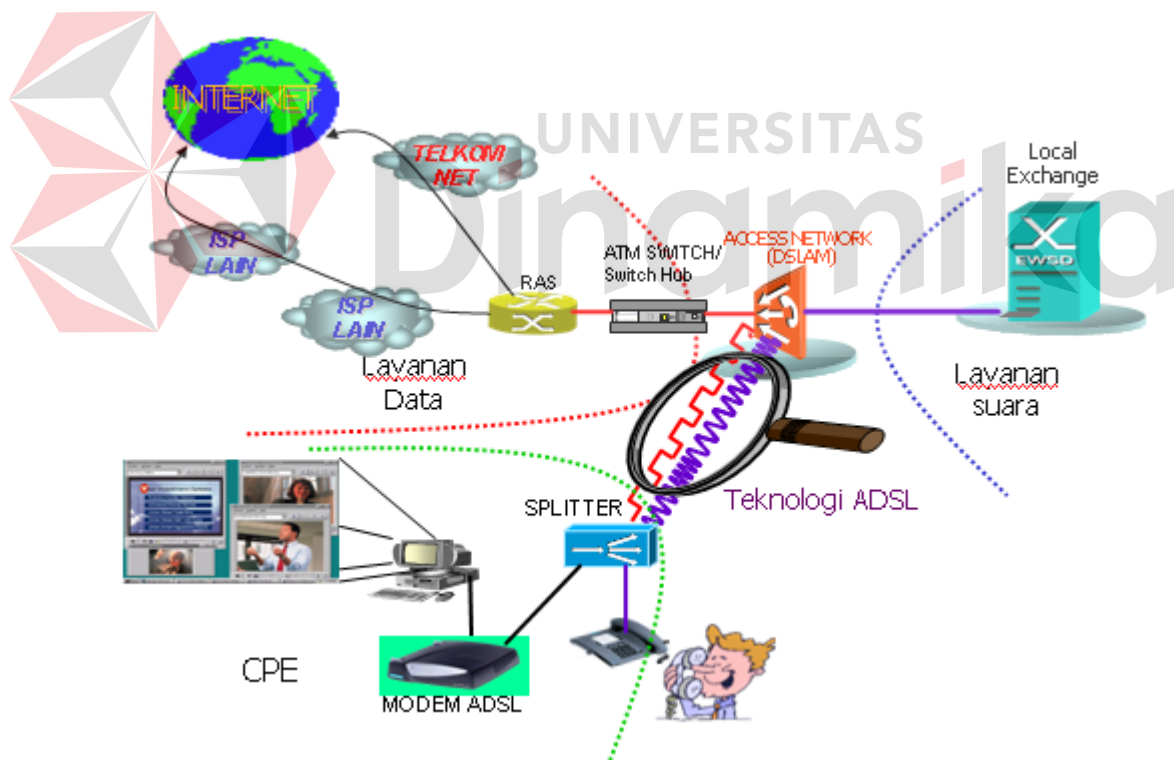 INTERNET
UNIVERSITAS
Dinamika
TELKOM
NET
Local
Exchange
ISP
LAIN
ACCESS NETWORK
(DSLAM)
ATM SWITCH/
Switch Hub
EWSD
RAS
ISP
LAIN
Layanan
Data
Layanan
suara
Teknologi ADSL
SPLITTER
CPE
MODEM ADSL